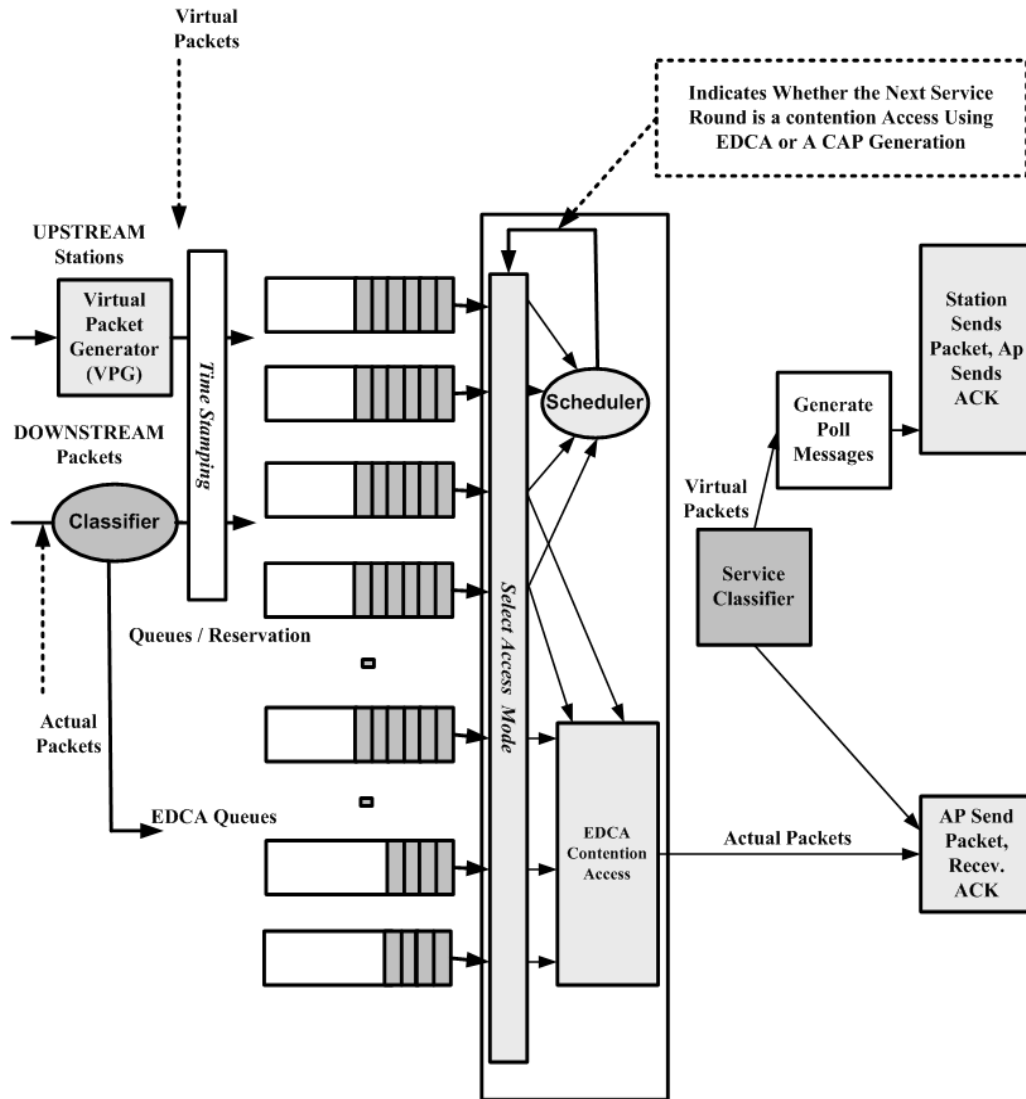 Virtual
Packets
Indicates Whether the Next Service
Round is a contention Access Using
EDCA or A CAP Generation
UPSTREAM
Stations
Virtual
Packet
Generator
(VPG)
Time Stamping
DOWNSTREAM
Packets
Classifier
Queues / Reservation
Actual
Packets
EDCA Queues
Select Access Mode
Scheduler
EDCA
Contention
Access
Station
Sends
Packet, Ap
Sends
ACK
Generate
Poll
Messages
Virtual
Packets
Service
Classifier
Actual Packets
AP Send
Packet,
Recev.
ACK